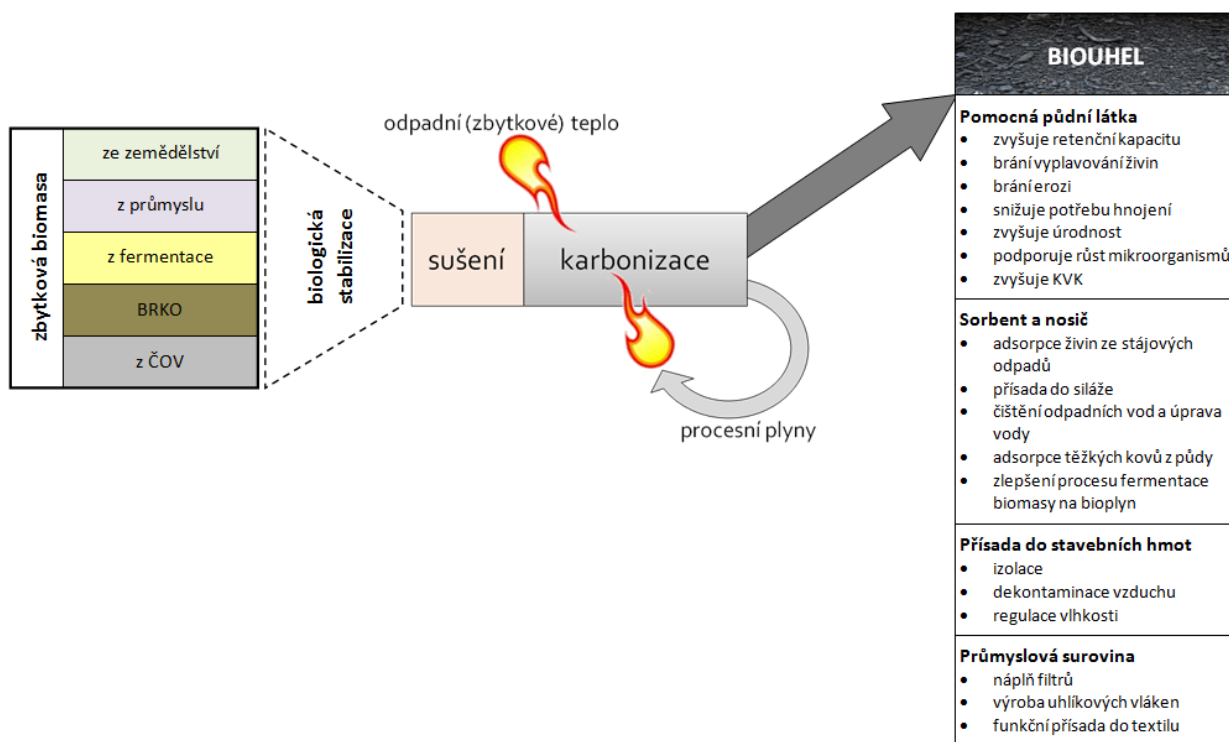 zbytková biomasa
ze zemědělství
z průmyslu
z fermentace
BRKO
z ČOV
biologická
stabilizace
odpadní (zbytkové) teplo
sušení
karbonizace
procesní plyny
BIOUHEL
Pomocná půdní látka
• zvyšuje retenční kapacitu
• brání vyplavování živin
• brání erozi
• snižuje potřebu hnojení
• zvyšuje úrodnost
• podporuje růst mikroorganismů
• zvyšuje KVK
Sorbent a nosič
• adsorpce živin ze stájových
odpadů
• přísada do siláže
• čištění odpadních vod a úprava
vody
• adsorpce těžkých kovů z půdy
• zlepšení procesu fermentace
biomasy na bioplyn
Přísada do stavebních hmot
• izolace
• dekontaminace vzduchu
• regulace vlhkosti
Průmyslová surovina
• náplň filtrů
• výroba uhlíkových vláken
• funkční přísada do textilu